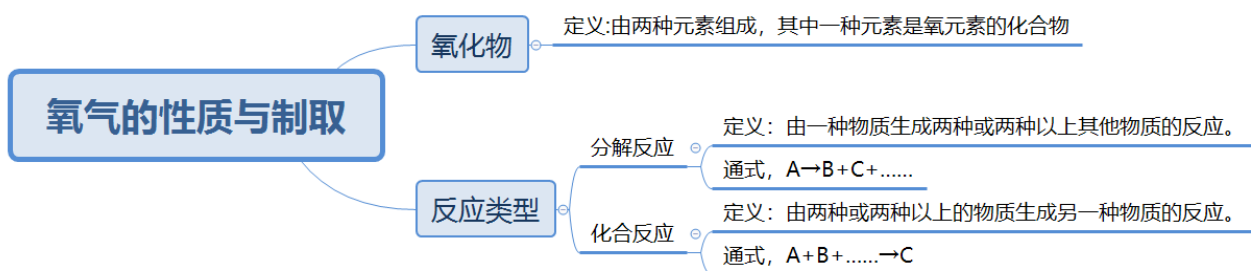 氧气的性质与制取
氧化物
定义:由两种元素组成，其中一种元素是氧元素的化合物
反应类型
分解反应
定义：由一种物质生成两种或两种以上其他物质的反应。
通式，A→B+C+……
化合反应
定义：由两种或两种以上的物质生成另一种物质的反应。
通式，A+B+……→C